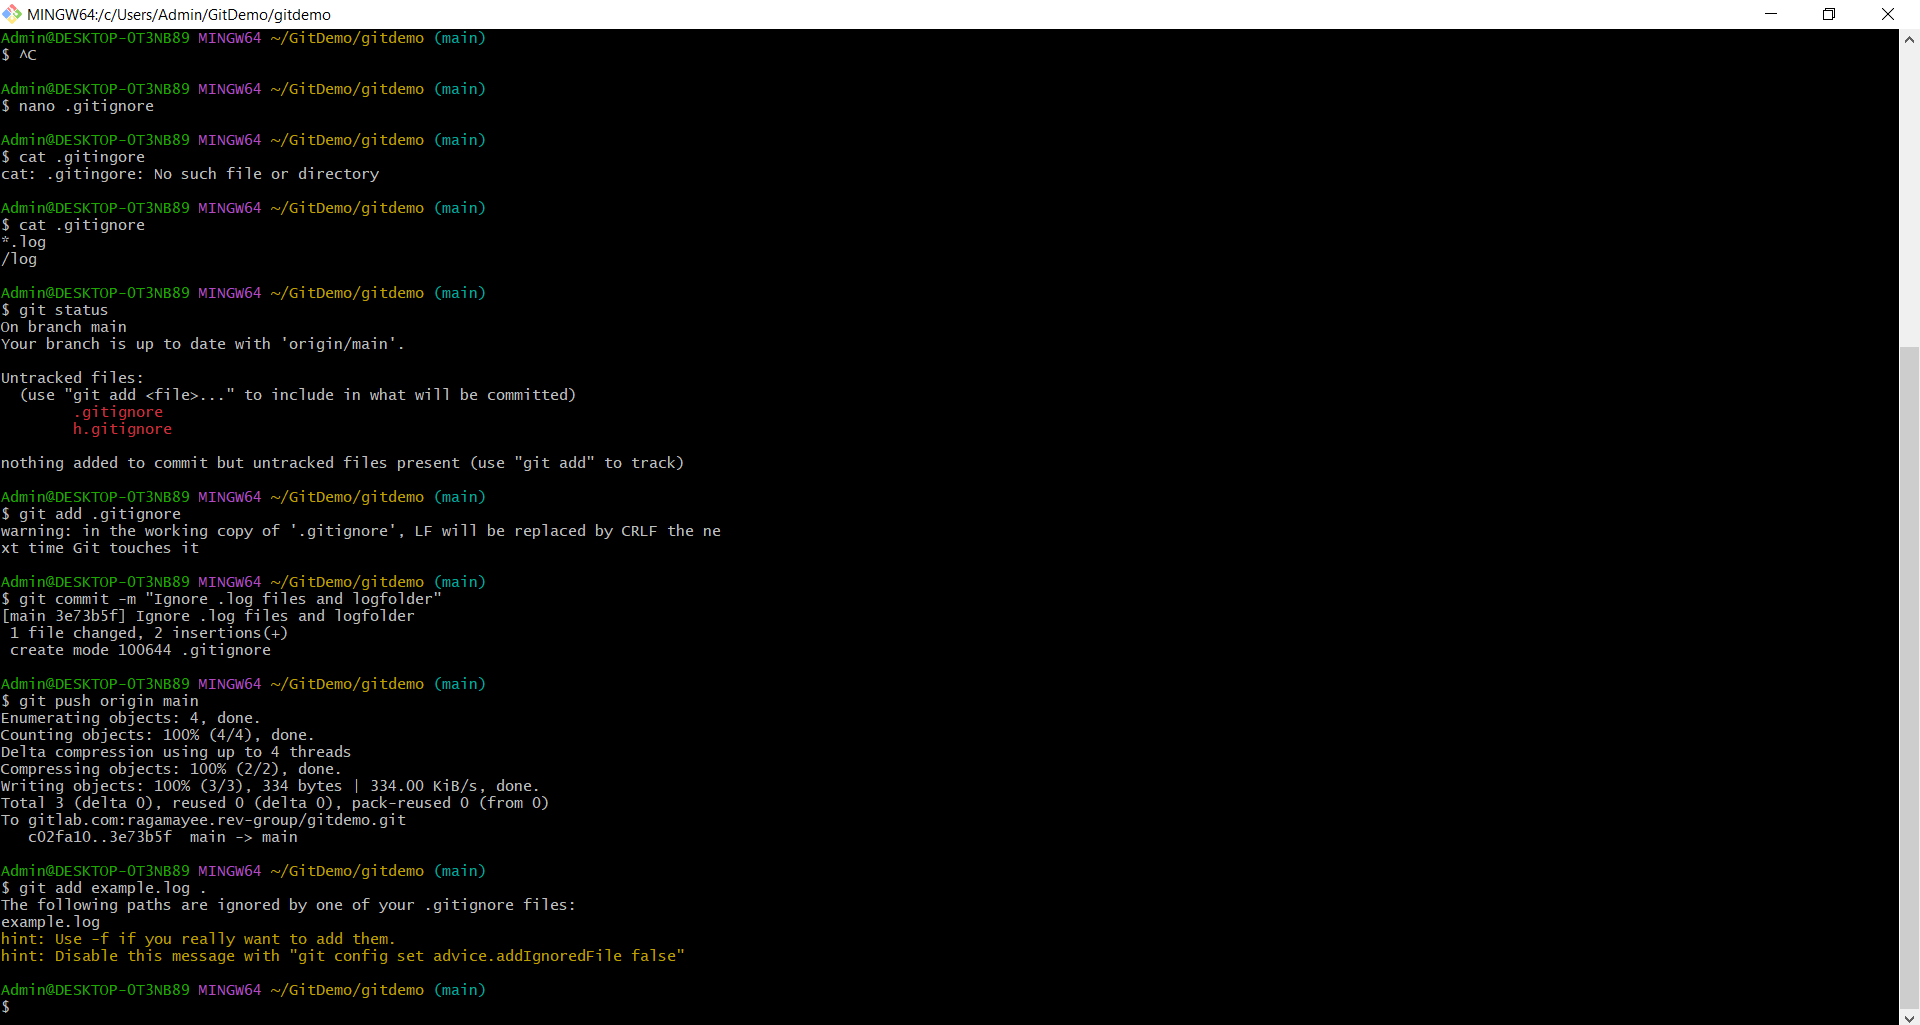 MINGW64:/c/Users/Admin/GitDemo/gitdemo
Admin@DESKTOP-OT3NB89 MINGW64 ~/GitDemo/gitdemo (main)
$ ^C
Admin@DESKTOP-OT3NB89 MINGW64 ~/GitDemo/gitdemo (main)
$ nano .gitignore
Admin@DESKTOP-OT3NB89 MINGW64 ~/GitDemo/gitdemo (main)
$ cat .gitingore
cat: .gitingore: No such file or directory
Admin@DESKTOP-OT3NB89 MINGW64 ~/GitDemo/gitdemo (main)
$ cat .gitignore
*.log
/log
Admin@DESKTOP-OT3NB89 MINGW64 ~/GitDemo/gitdemo (main)
$ git status
On branch main
Your branch is up to date with 'origin/main'.
Untracked files:
  (use "git add <file>..." to include in what will be committed)
        .gitignore
        h.gitignore
nothing added to commit but untracked files present (use "git add" to track)
Admin@DESKTOP-OT3NB89 MINGW64 ~/GitDemo/gitdemo (main)
$ git add .gitignore
warning: in the working copy of '.gitignore', LF will be replaced by CRLF the ne
xt time Git touches it
Admin@DESKTOP-OT3NB89 MINGW64 ~/GitDemo/gitdemo (main)
$ git commit -m "Ignore .log files and logfolder"
[main 3e73b5f] Ignore .log files and logfolder
 1 file changed, 2 insertions(+)
 create mode 100644 .gitignore
Admin@DESKTOP-OT3NB89 MINGW64 ~/GitDemo/gitdemo (main)
$ git push origin main
Enumerating objects: 4, done.
Counting objects: 100% (4/4), done.
Delta compression using up to 4 threads
Compressing objects: 100% (2/2), done.
Writing objects: 100% (3/3), 334 bytes | 334.00 KiB/s, done.
Total 3 (delta 0), reused 0 (delta 0), pack-reused 0 (from 0)
To gitlab.com:ragamayee.rev-group/gitdemo.git
   c02fa10..3e73b5f  main -> main
Admin@DESKTOP-OT3NB89 MINGW64 ~/GitDemo/gitdemo (main)
$ git add example.log .
The following paths are ignored by one of your .gitignore files:
example.log
hint: Use -f if you really want to add them.
hint: Disable this message with "git config set advice.addIgnoredFile false"
Admin@DESKTOP-OT3NB89 MINGW64 ~/GitDemo/gitdemo (main)
$